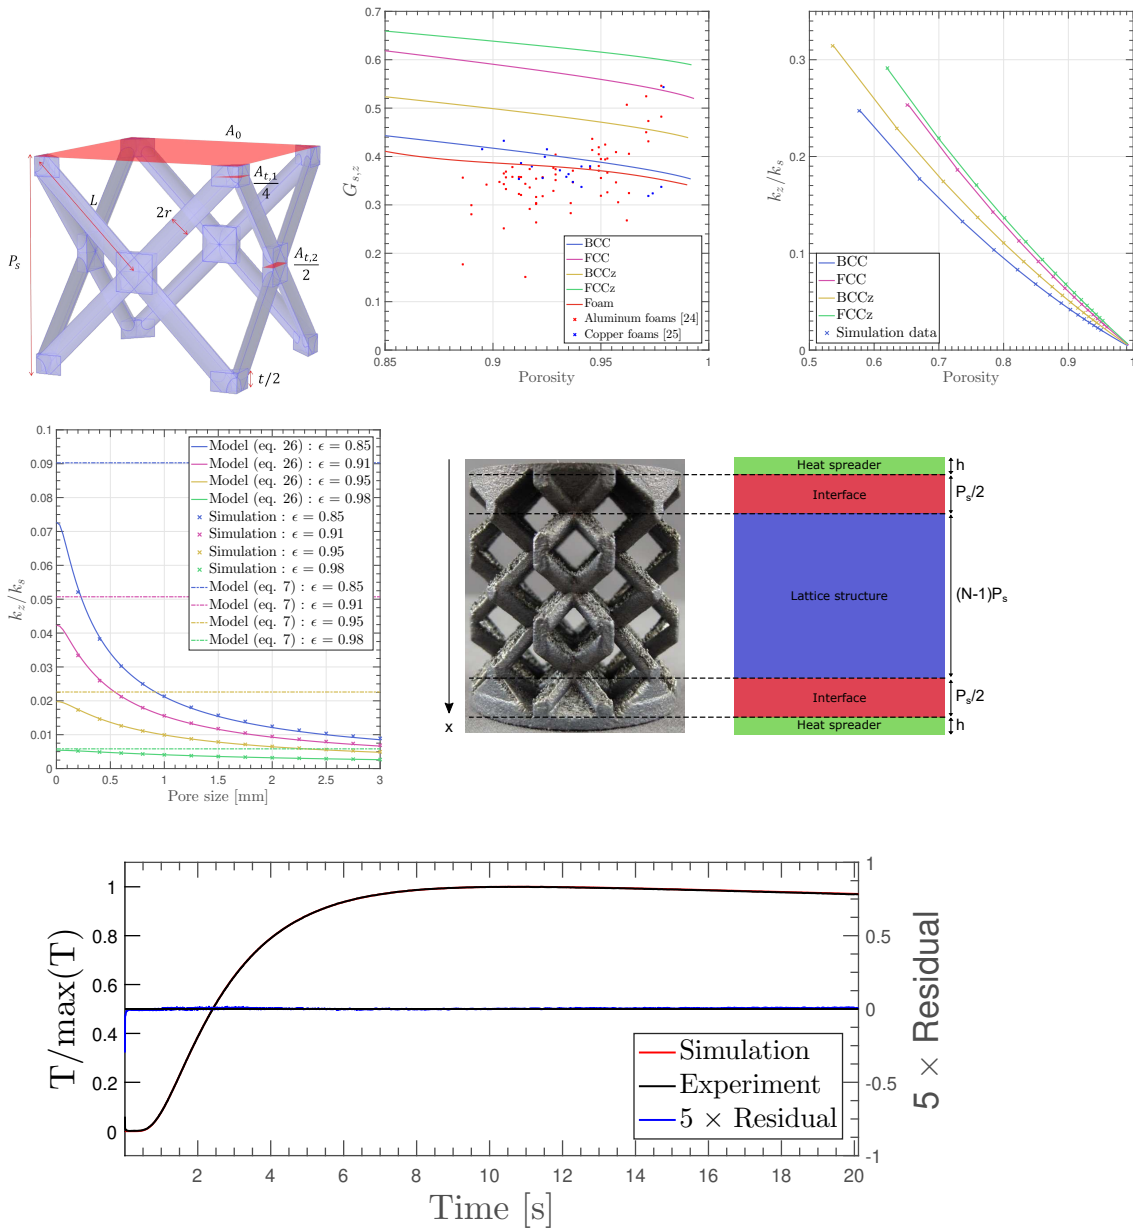 A0
At,1
4
L
2r
Ps
At,2
2
t/2
0.7
0.6
0.5
0.4
0.3
0.2
0.1
0
Gs,z
BCC
FCC
BCCz
FCCz
Foam
Aluminum foams [24]
Copper foams [25]
0.85
0.9
0.95
1
Porosity
0.3
0.2
0.1
0
kz/ks
BCC
FCC
BCCz
FCCz
Simulation data
0.5
0.6
0.7
0.8
0.9
1
Porosity
0.1
0.09
0.08
0.07
0.06
0.05
0.04
0.03
0.02
0.01
0
kz/ks
Model (eq. 26) : ϵ = 0.85
Model (eq. 26) : ϵ = 0.91
Model (eq. 26) : ϵ = 0.95
Model (eq. 26) : ϵ = 0.98
Simulation : ϵ = 0.85
Simulation : ϵ = 0.91
Simulation : ϵ = 0.95
Simulation : ϵ = 0.98
Model (eq. 7) : ϵ = 0.85
Model (eq. 7) : ϵ = 0.91
Model (eq. 7) : ϵ = 0.95
Model (eq. 7) : ϵ = 0.98
0
0.5
1
1.5
2
2.5
3
Pore size [mm]
x
Heat spreader
h
Interface
Ps/2
Lattice structure
(N-1)Ps
Interface
Ps/2
Heat spreader
h
1
0.8
0.6
0.4
0.2
0
T/max(T)
1
0.5
0
-0.5
-1
5 × Residual
Simulation
Experiment
5 × Residual
2
4
6
8
10
12
14
16
18
20
Time [s]